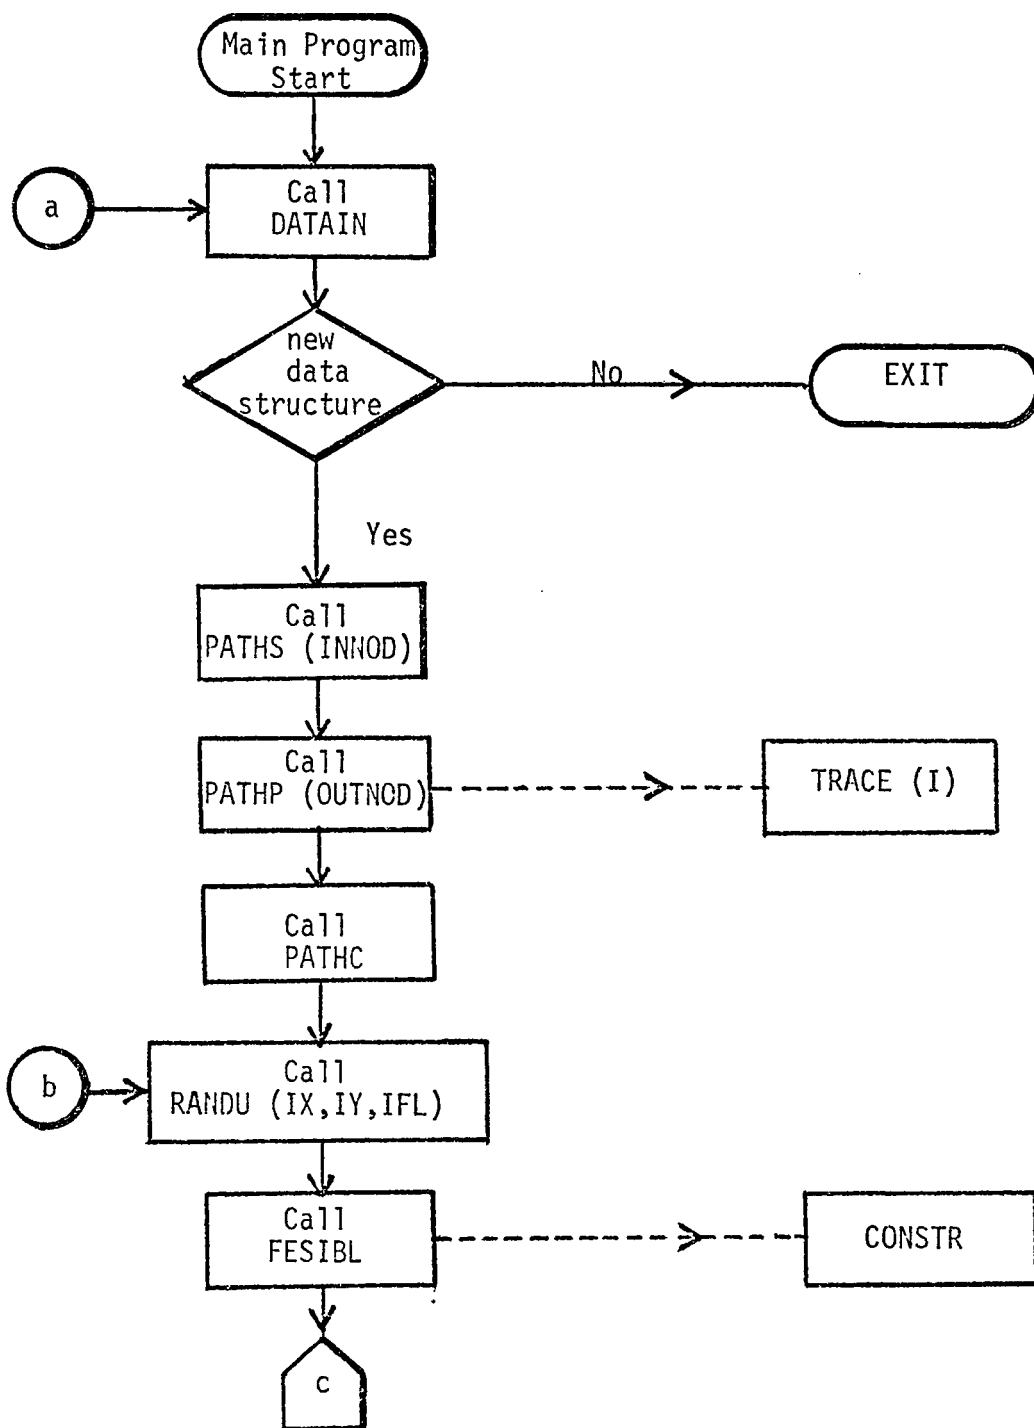 Main Program
Start
a
Call
DATAIN
new
data
structure
No
EXIT
Yes
Call
PATHS (INNOD)
Call
PATHP (OUTNOD)
TRACE (I)
Call
PATHC
b
Call
RANDU (IX,IY,IFL)
Call
FESIBL
CONSTR
c